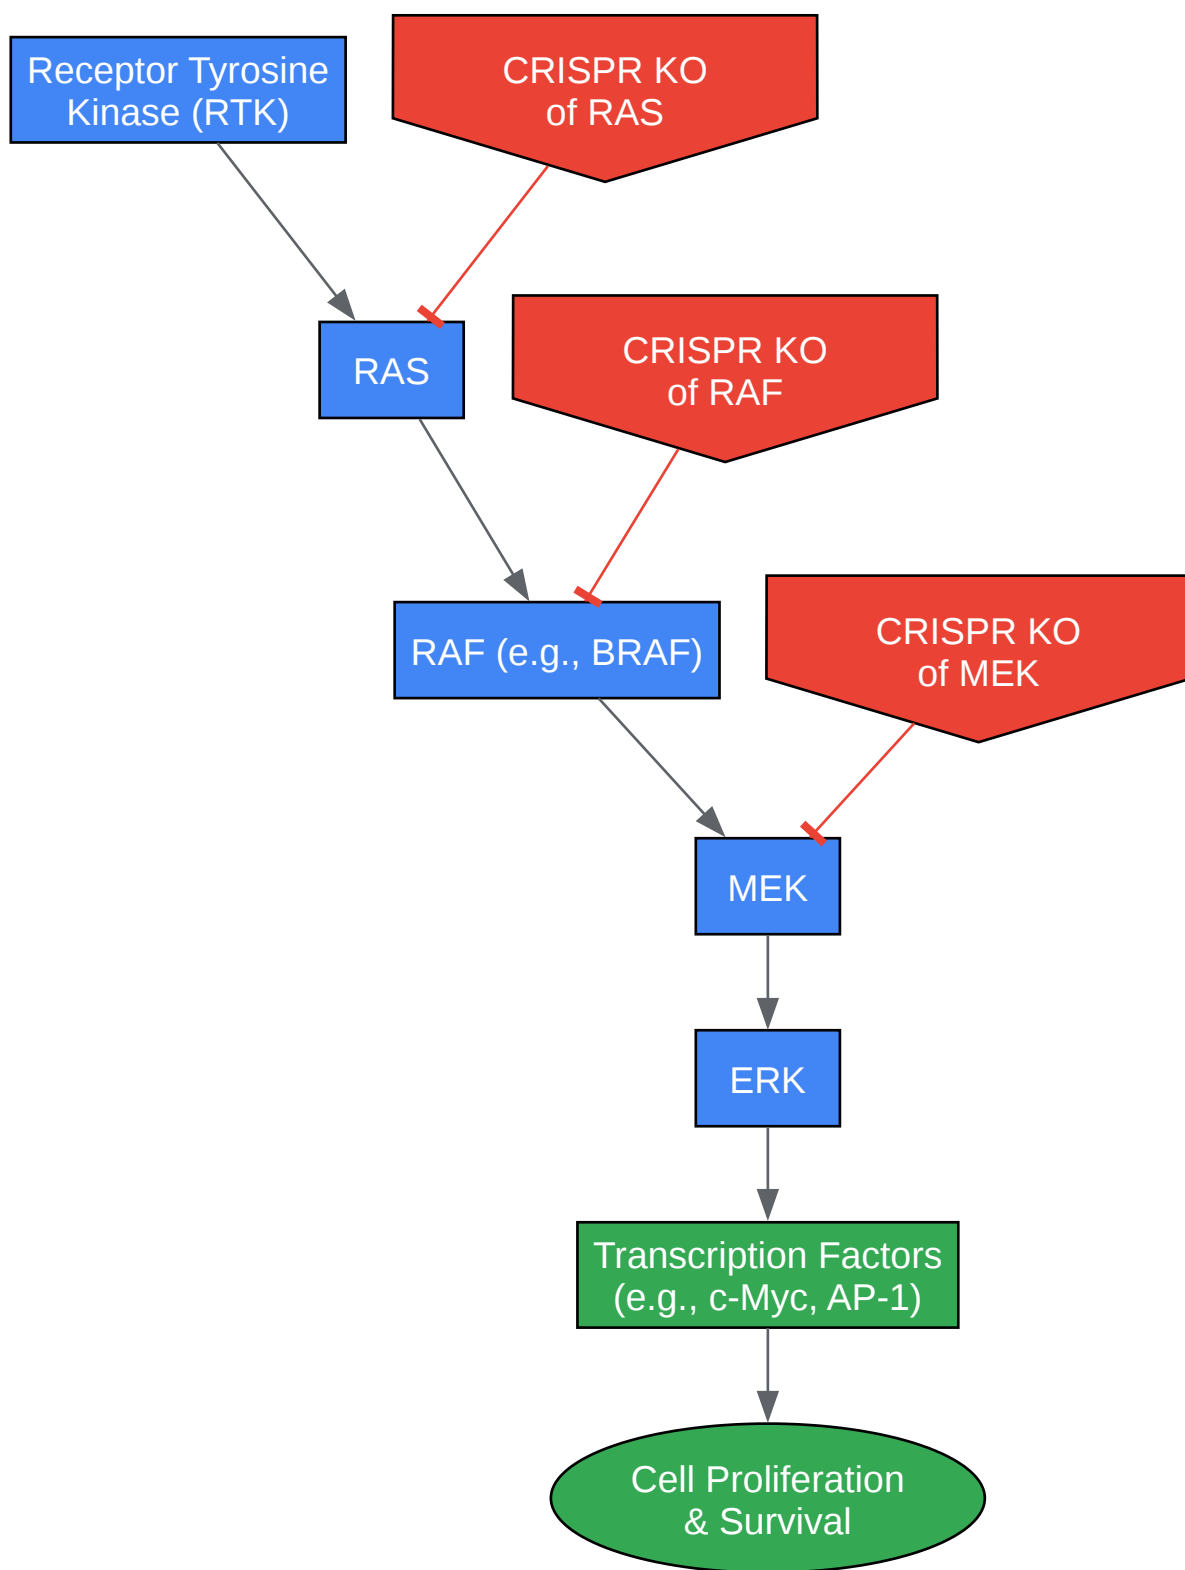 Receptor Tyrosine
Kinase (RTK)
CRISPR KO
of RAS
RAS
CRISPR KO
of RAF
RAF (e.g., BRAF)
CRISPR KO
of MEK
MEK
ERK
Transcription Factors
(e.g., c-Myc, AP-1)
Cell Proliferation
& Survival